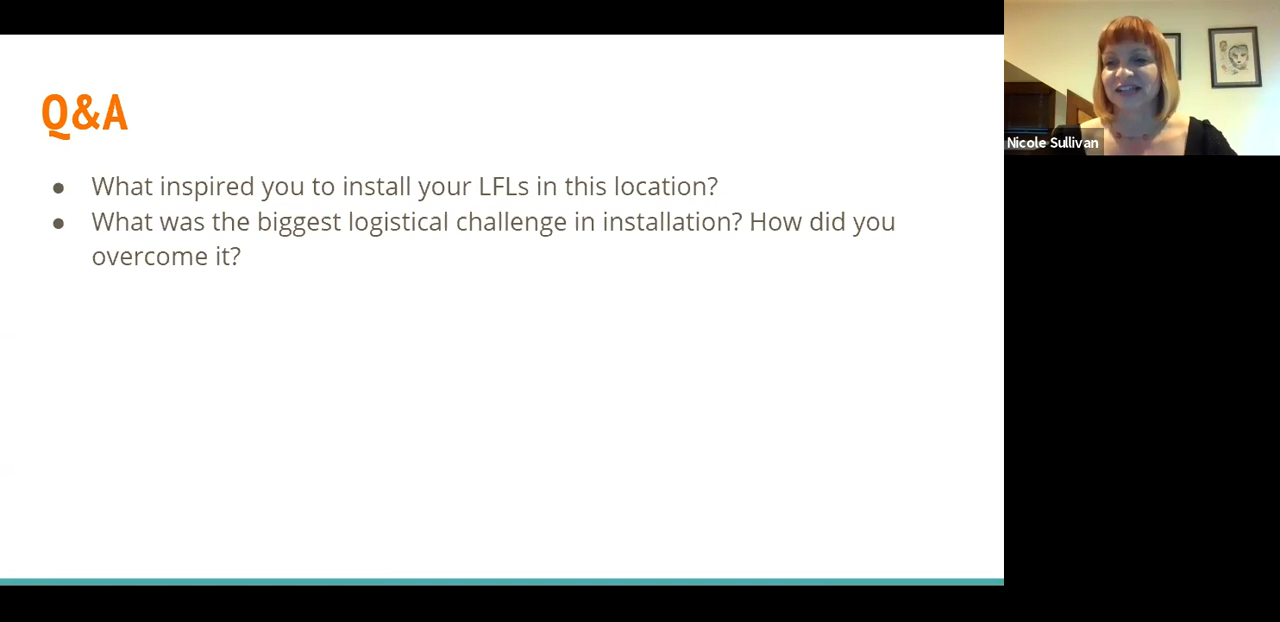 Q&A
● What inspired you to install your LFLs in this location?
● What was the biggest logistical challenge in installation? How did you
overcome it?
Nicole Sullivan